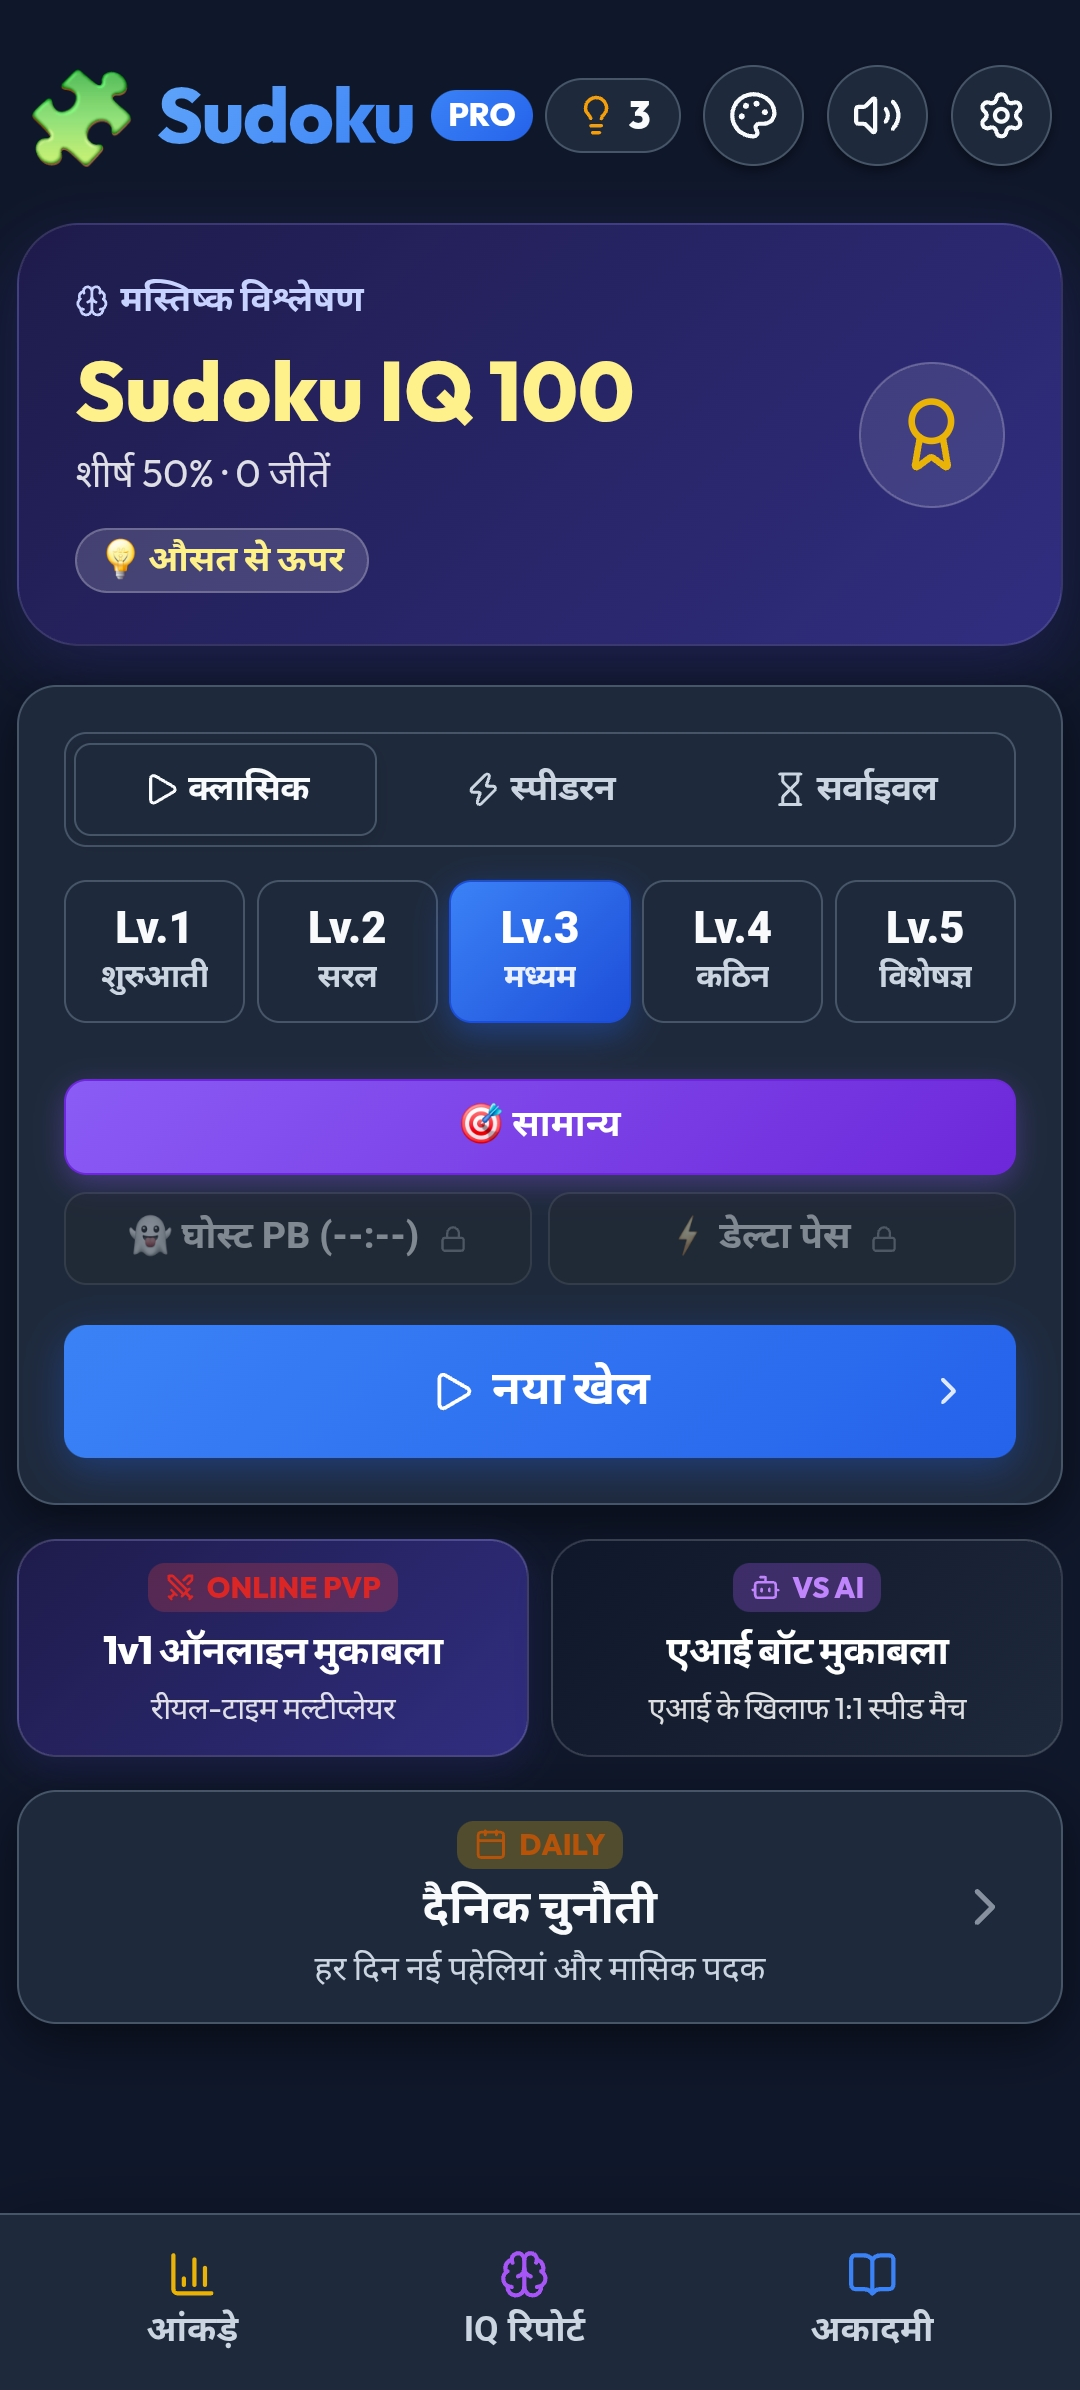 Sudoku PRO 3
मस्तिष्क विश्लेषण
Sudoku IQ 100
शीर्ष 50% · 0 जीतें
औसत से ऊपर
क्लासिक स्पीडरन सर्वाइवल
Lv.1 Lv.2 Lv.3 Lv.4 Lv.5
शुरुआती सरल मध्यम कठिन विशेषज्ञ
सामान्य
घोस्ट PB (--:--) डेल्टा पेस
नया खेल
ONLINE PVP
1v1 ऑनलाइन मुकाबला
रीयल-टाइम मल्टीप्लेयर
VS AI
एआई बॉट मुकाबला
एआई के खिलाफ 1:1 स्पीड मैच
DAILY
दैनिक चुनौती
हर दिन नई पहेलियां और मासिक पदक
आंकड़े IQ रिपोर्ट अकादमी